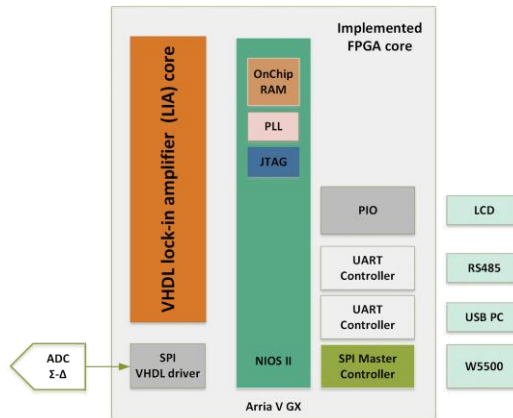 Implemented
FPGA core
VHDL lock-in amplifier (LIA) core
OnChip
RAM
PLL
JTAG
PIO
LCD
UART
Controller
RS485
UART
Controller
USB PC
ADC
Σ-Δ
SPI
VHDL driver
NIOS II
SPI Master
Controller
W5500
Arria V GX